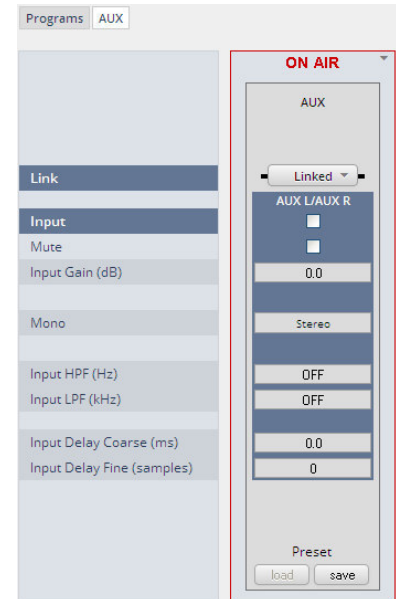 Programs AUX
ON AIR
AUX
Link Linked
AUX L/AUX R
Input
Mute
Input Gain (dB) 0.0
Mono Stereo
Input HPF (Hz) OFF
Input LPF (kHz) OFF
Input Delay Coarse (ms) 0.0
Input Delay Fine (samples) 0
Preset
load save